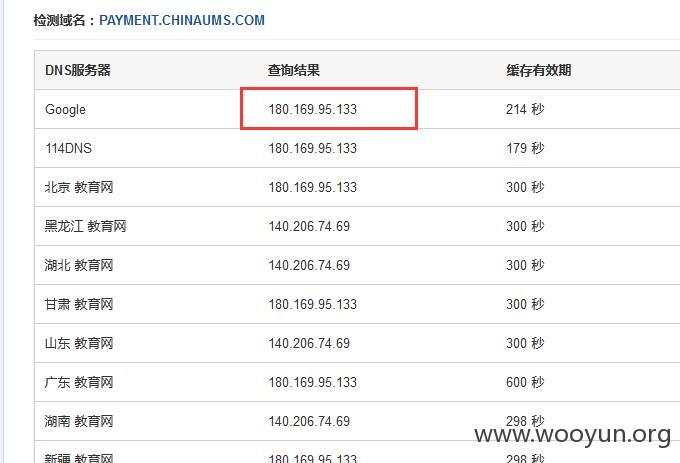 检测域名：PAYMENT.CHINAUMS.COM
DNS服务器 查询结果 缓存有效期
Google 180.169.95.133 214 秒
114DNS 180.169.95.133 179 秒
北京 教育网 180.169.95.133 300 秒
黑龙江 教育网 140.206.74.69 300 秒
湖北 教育网 140.206.74.69 300 秒
甘肃 教育网 180.169.95.133 300 秒
山东 教育网 140.206.74.69 300 秒
广东 教育网 180.169.95.133 600 秒
湖南 教育网 140.206.74.69 298 秒
www.wooyun.org
新疆 教育网 180.169.95.133 298 秒